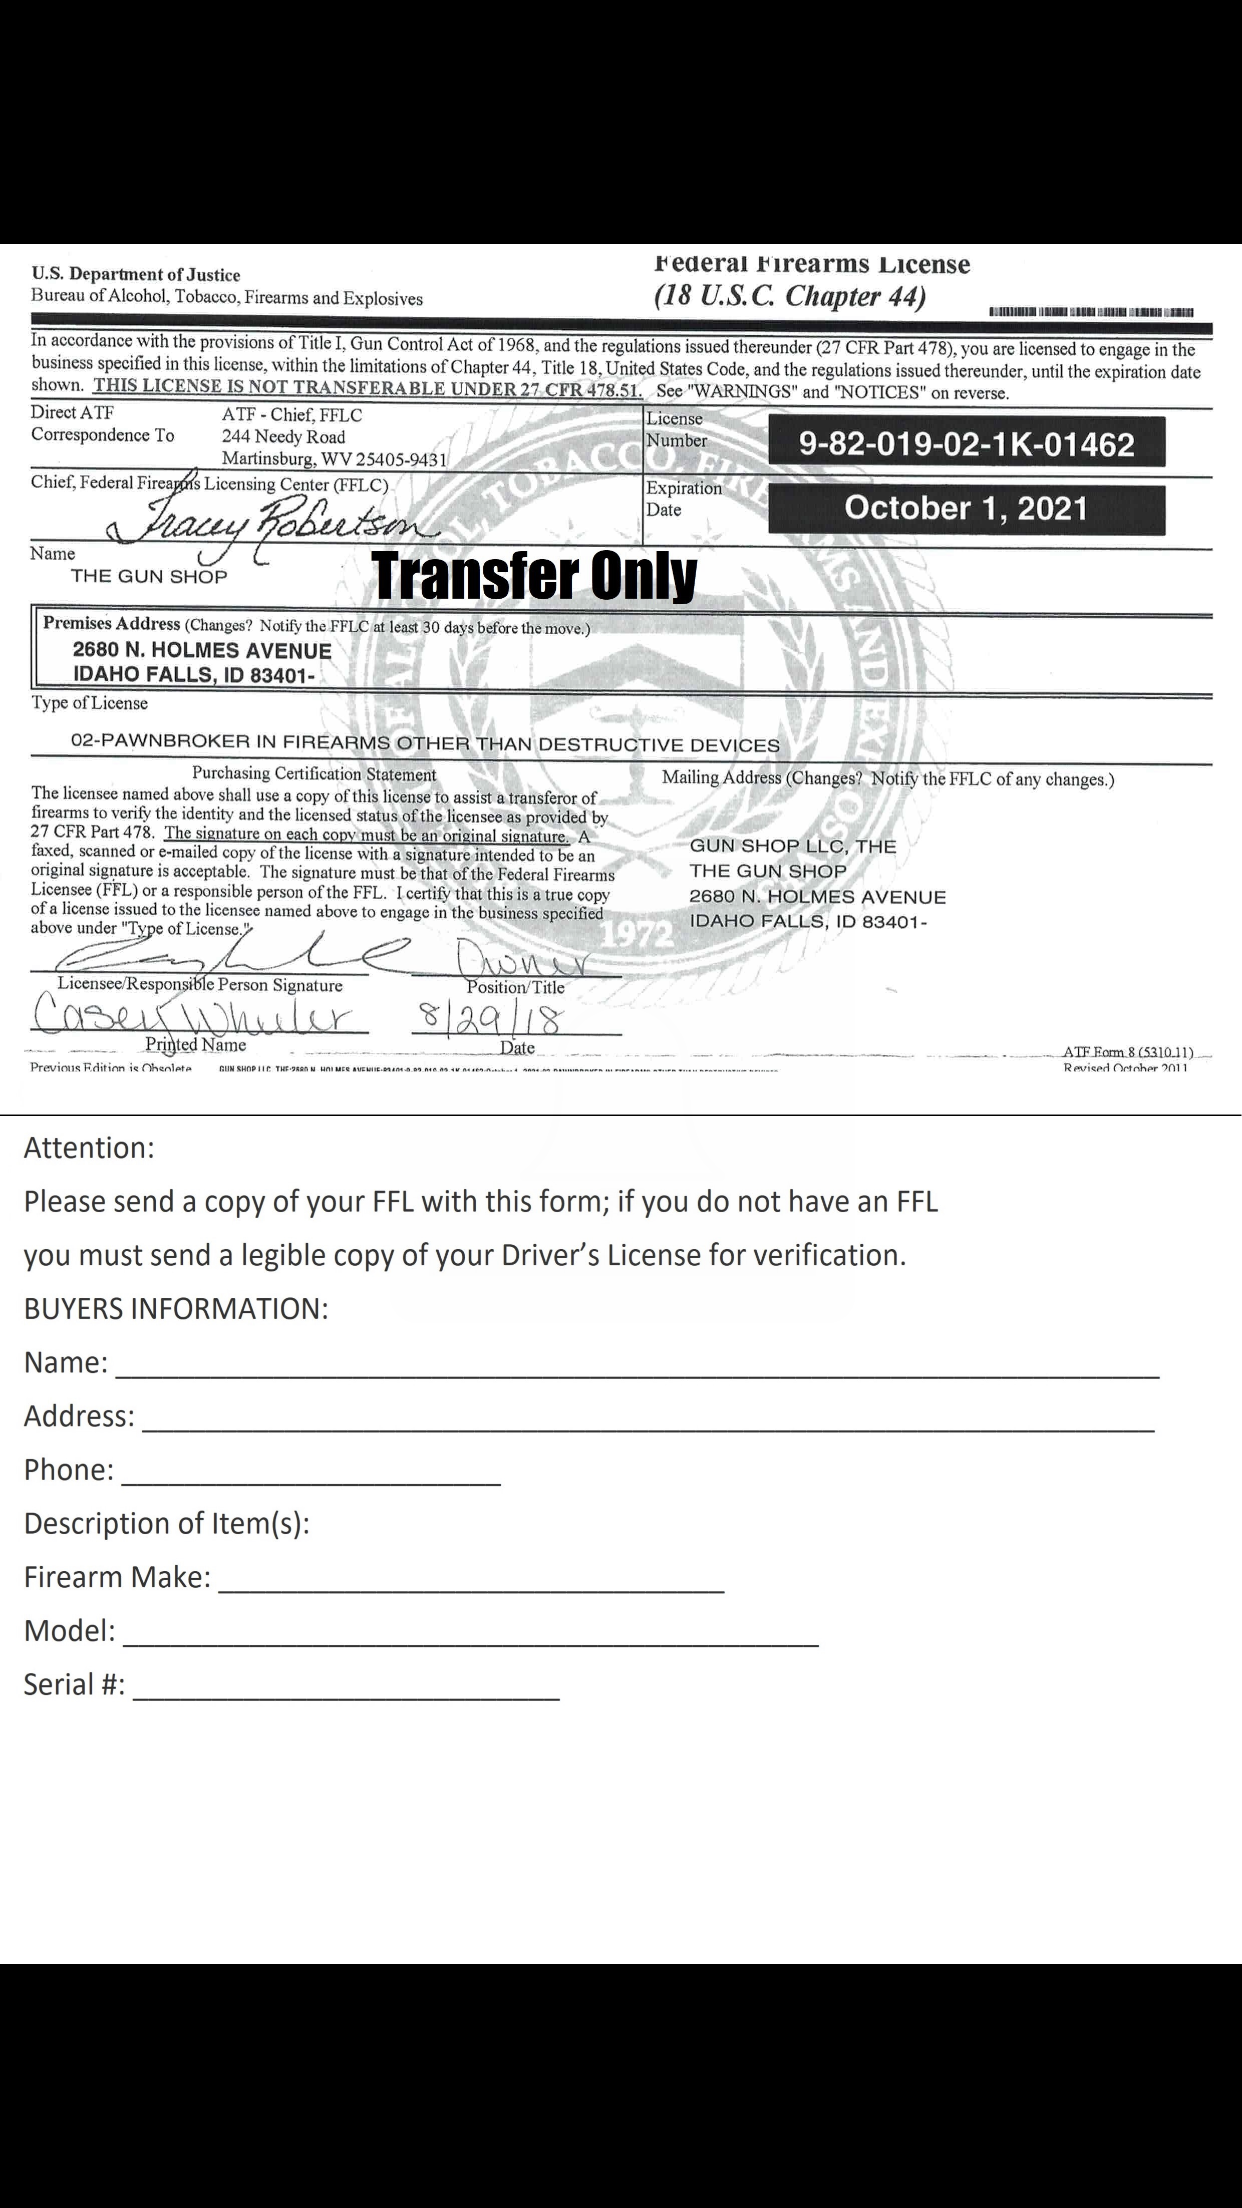 U.S. Department of Justice
Bureau of Alcohol, Tobacco, Firearms and Explosives
Federal Firearms License
(18 U.S.C. Chapter 44)
In accordance with the provisions of Title I, Gun Control Act of 1968, and the regulations issued thereunder (27 CFR Part 478), you are licensed to engage in the
business specified in this license, within the limitations of Chapter 44, Title 18, United States Code, and the regulations issued thereunder, until the expiration date
shown. THIS LICENSE IS NOT TRANSFERABLE UNDER 27 CFR 478.51. See "WARNINGS" and "NOTICES" on reverse.
Direct ATF
Correspondence To
ATF - Chief, FFLC
244 Needy Road
Martinsburg, WV 25405-9431
License
Number
9-82-019-02-1K-01462
Chief, Federal Firearms Licensing Center (FFLC)
Tracey Robertson
Expiration
Date
October 1, 2021
Name
THE GUN SHOP
Transfer Only
Premises Address (Changes? Notify the FFLC at least 30 days before the move.)
2680 N. HOLMES AVENUE
IDAHO FALLS, ID 83401-
Type of License
02-PAWNBROKER IN FIREARMS OTHER THAN DESTRUCTIVE DEVICES
Purchasing Certification Statement
The licensee named above shall use a copy of this license to assist a transferor of
firearms to verify the identity and the licensed status of the licensee as provided by
27 CFR Part 478. The signature on each copy must be an original signature. A
faxed, scanned or e-mailed copy of the license with a signature intended to be an
original signature is acceptable. The signature must be that of the Federal Firearms
Licensee (FFL) or a responsible person of the FFL. I certify that this is a true copy
of a license issued to the licensee named above to engage in the business specified
above under "Type of License."
Mailing Address (Changes? Notify the FFLC of any changes.)
GUN SHOP LLC, THE
THE GUN SHOP
2680 N. HOLMES AVENUE
IDAHO FALLS, ID 83401-
1972
Owner
Licensee/Responsible Person Signature
Position/Title
Casey Wheeler
8/29/18
Printed Name
Date
ATF Form 8 (5310.11)
Revised October 2011
Previous Edition is Obsolete
Attention:
Please send a copy of your FFL with this form; if you do not have an FFL
you must send a legible copy of your Driver's License for verification.
BUYERS INFORMATION:
Name:
Address:
Phone:
Description of Item(s):
Firearm Make:
Model:
Serial #: